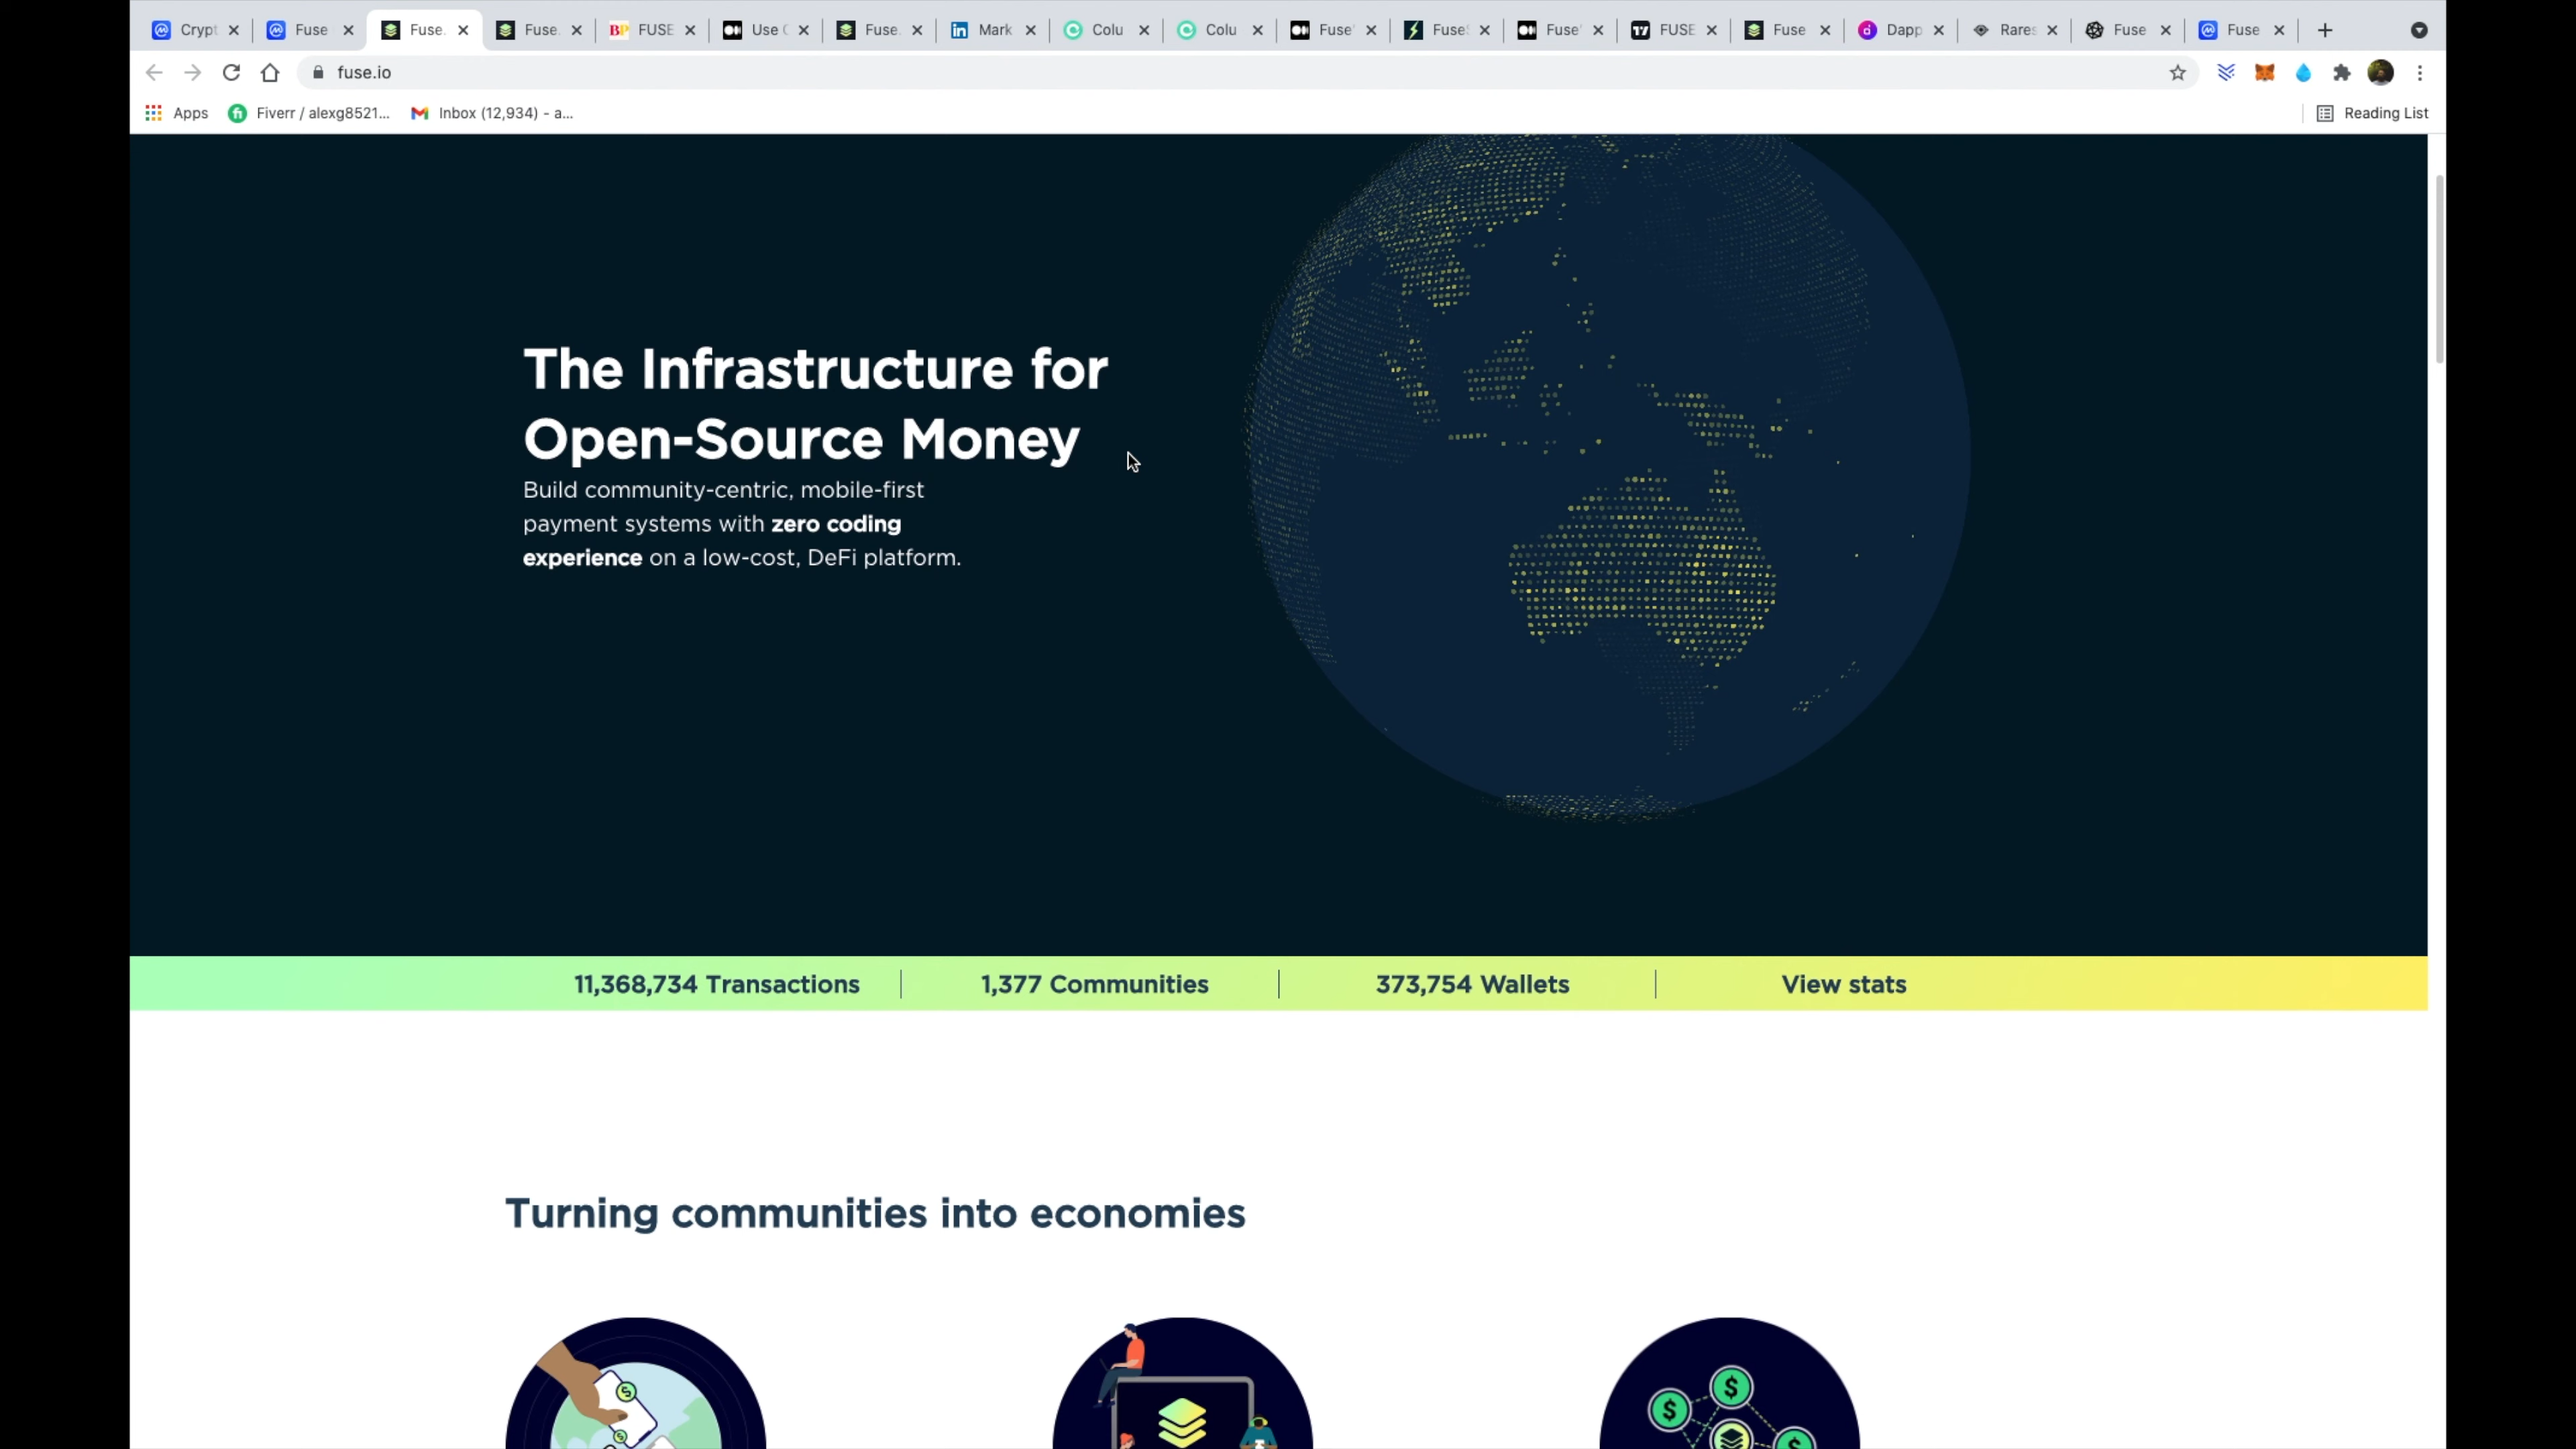 Crypt Fuse Fuse. Fuse. FUSE Use C Fuse. Mark Colu Colu Fuse' FuseS Fuse' FUSE Fuse Dapp Rares Fuse Fuse
fuse.io
Apps Fiverr / alexg8521... Inbox (12,934) - a... Reading List
The Infrastructure for
Open-Source Money
Build community-centric, mobile-first
payment systems with zero coding
experience on a low-cost, DeFi platform.
11,368,734 Transactions 1,377 Communities 373,754 Wallets View stats
Turning communities into economies